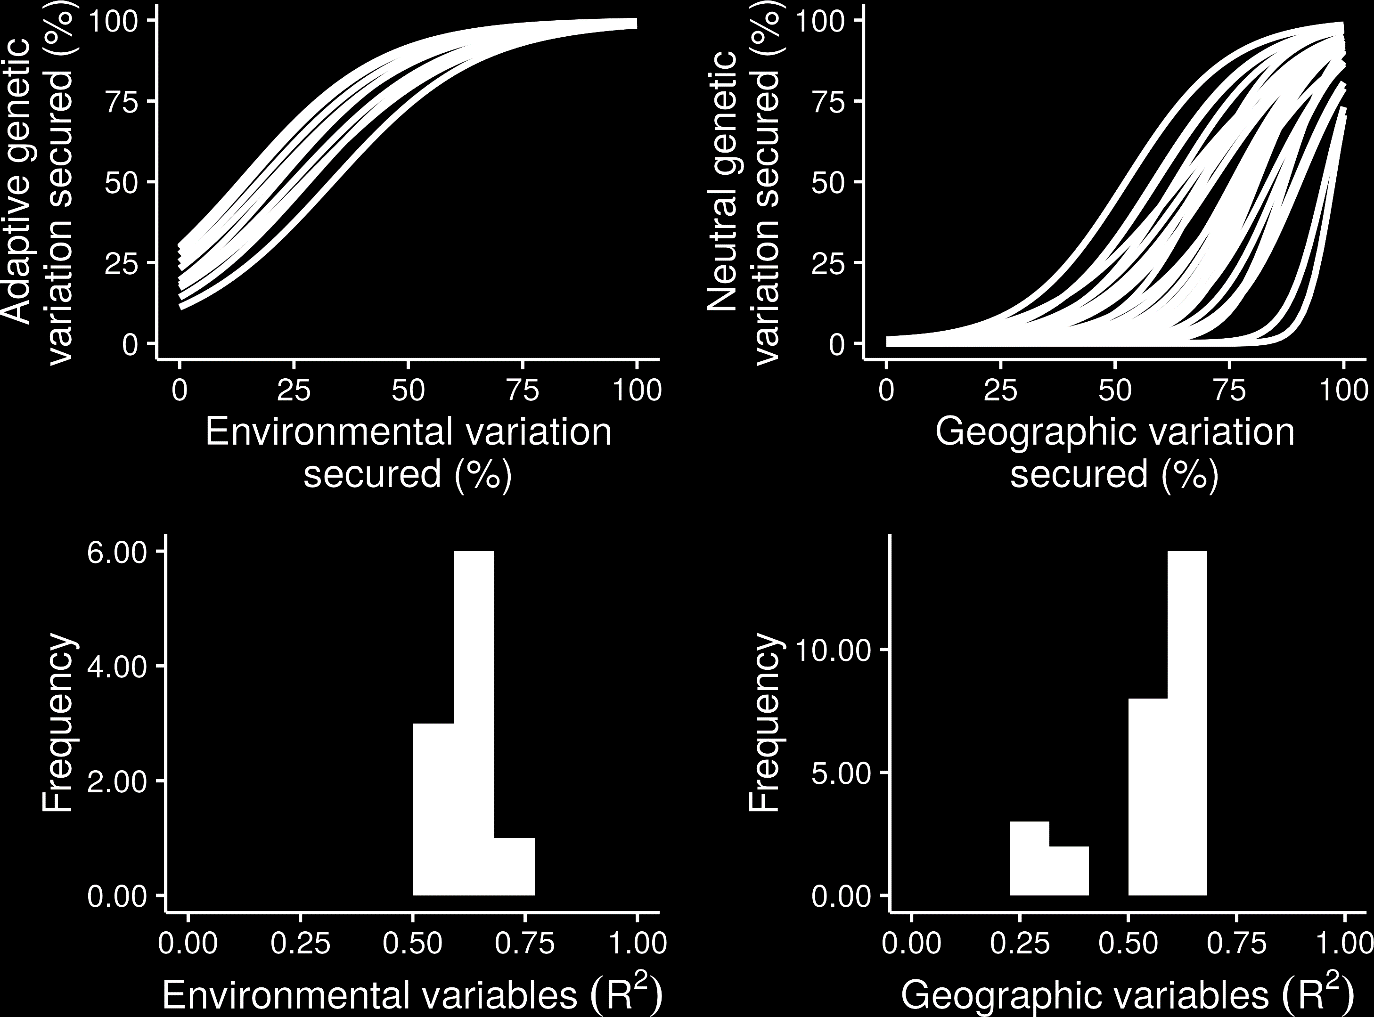 Adaptive genetic
variation secured (%)
100
75
50
25
0
0 25 50 75 100
Environmental variation
secured (%)
Neutral genetic
variation secured (%)
100
75
50
25
0
0 25 50 75 100
Geographic variation
secured (%)
Frequency
6.00
4.00
2.00
0.00
0.00 0.25 0.50 0.75 1.00
Environmental variables (R²)
Frequency
10.00
5.00
0.00
0.00 0.25 0.50 0.75 1.00
Geographic variables (R²)